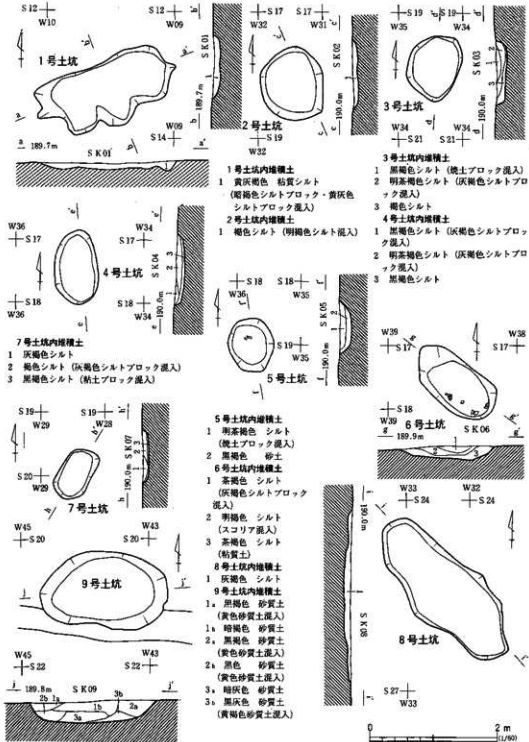 S12 W10
S12 W09
1号土坑
SK01
189.7m
S14 W09
a 189.7m a'
SK01
S17 W32
S17 W31
SK02
190.0m
2号土坑
S19 W32
S19 W35
S19 W34
SK03
190.0m
3号土坑
W34 S21
W34 S21
1号土坑内堆積土
1 黄灰褐色 粘質シルト
(暗褐色シルトブロック・黄灰色
シルトブロック混入)
2号土坑内堆積土
1 褐色シルト(明褐色シルト混入)
3号土坑内堆積土
1 黒褐色シルト(焼土ブロック混入)
2 明茶褐色シルト(灰褐色シルトブロ
ック混入)
3 褐色シルト
4号土坑内堆積土
1 黒褐色シルト(灰褐色シルトブロッ
ク混入)
2 明茶褐色シルト(灰褐色シルトブロ
ック混入)
3 黒褐色シルト
W36 S17
W34 S17
SK04
190.0m
4号土坑
S18 W36
S18 W34
S18 W36
S18 W35
SK05
190.0m
S19 W35
5号土坑
W39 S17
W38
S18 W39
6号土坑
SK06
g 189.9m g'
7号土坑内堆積土
1 灰褐色シルト
2 褐色シルト(灰褐色シルトブロック混入)
3 黒褐色シルト(粘土ブロック混入)
S19 W29
S19 W28
SK07
190.0m
S20 W29
7号土坑
5号土坑内堆積土
1 明茶褐色 シルト
(焼土ブロック混入)
2 黒褐色 砂土
6号土坑内堆積土
1 茶褐色 シルト
(灰褐色シルトブロック
混入)
2 明褐色 シルト
(スコリア混入)
3 茶褐色 シルト
(粘質土)
8号土坑内堆積土
1 灰褐色 シルト
9号土坑内堆積土
1a 黒褐色 砂質土
(黄色砂質土混入)
1b 暗褐色 砂質土
2a 黒褐色 砂質土
(黄色砂質土混入)
2b 黒色 砂質土
(黄色砂質土混入)
3a 暗灰色 砂質土
3b 黒灰色 砂質土
(黄褐色砂質土混入)
W45 S20
W43 S20
9号土坑
W45 S22
W43 S22
j 189.8m SK09 j'
2b 1a 1b 3b 2a
3a
W33 S24
W32 S24
190.0m
SK08
8号土坑
S27 W33
0 2m
(1/60)